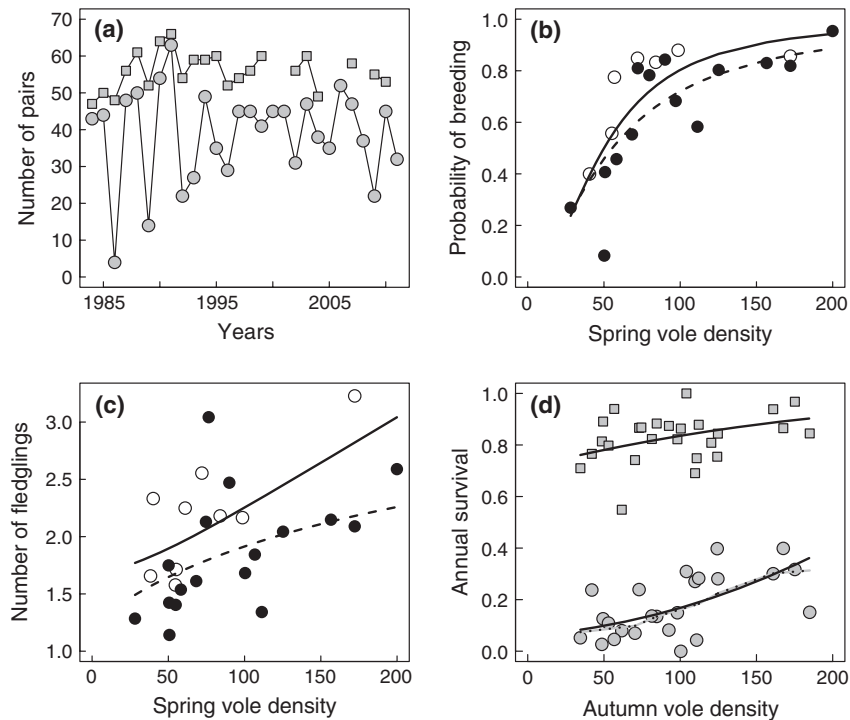 (a)
Number of pairs
70
60
50
40
30
20
10
0
1985 1995 2005
Years
(b)
Probability of breeding
1.0
0.8
0.6
0.4
0.2
0.0
0 50 100 150 200
Spring vole density
(c)
Number of fledglings
3.0
2.5
2.0
1.5
1.0
0 50 100 150 200
Spring vole density
(d)
Annual survival
1.0
0.8
0.6
0.4
0.2
0.0
0 50 100 150 200
Autumn vole density